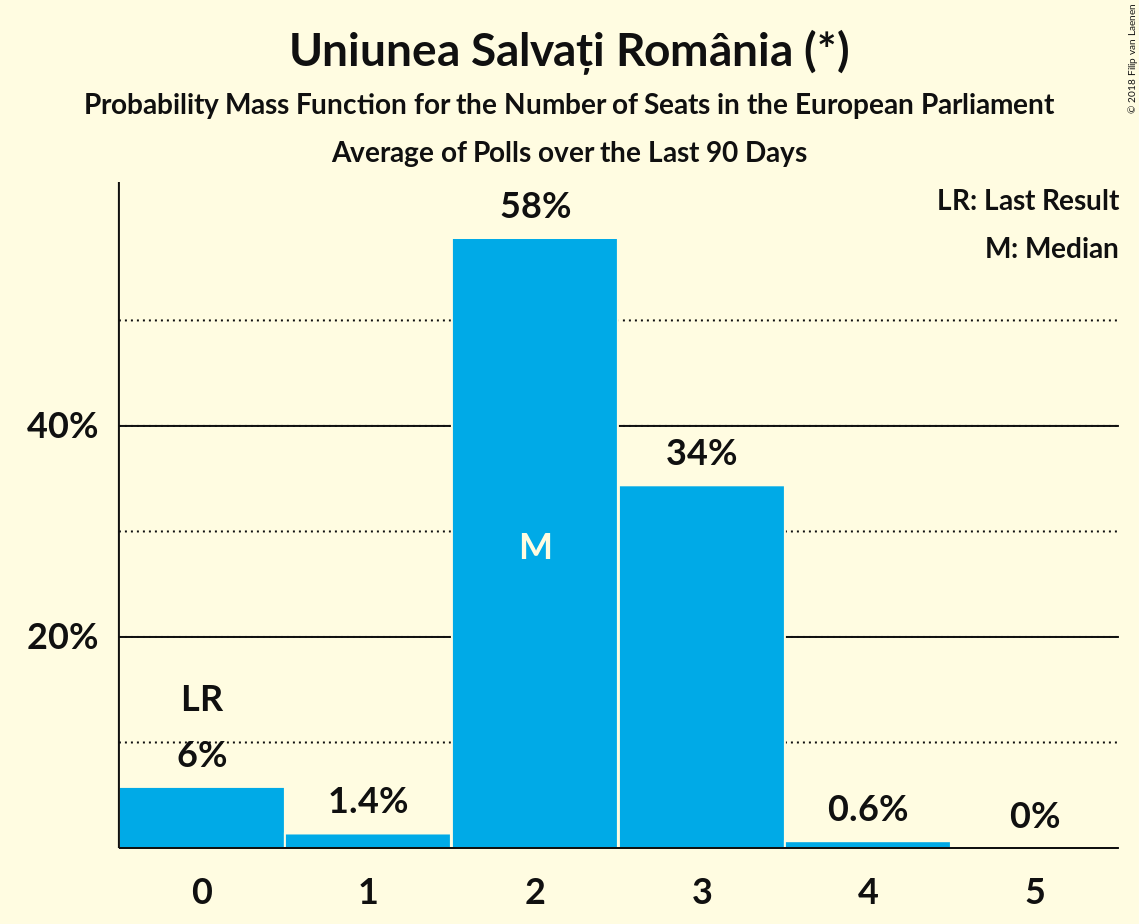 Uniunea Salvați România (*)
Probability Mass Function for the Number of Seats in the European Parliament
Average of Polls over the Last 90 Days
© 2018 Filip van Laenen
LR: Last Result
M: Median
58%
40%
34%
M
20%
LR
6%
1.4%
0.6%
0%
0 1 2 3 4 5